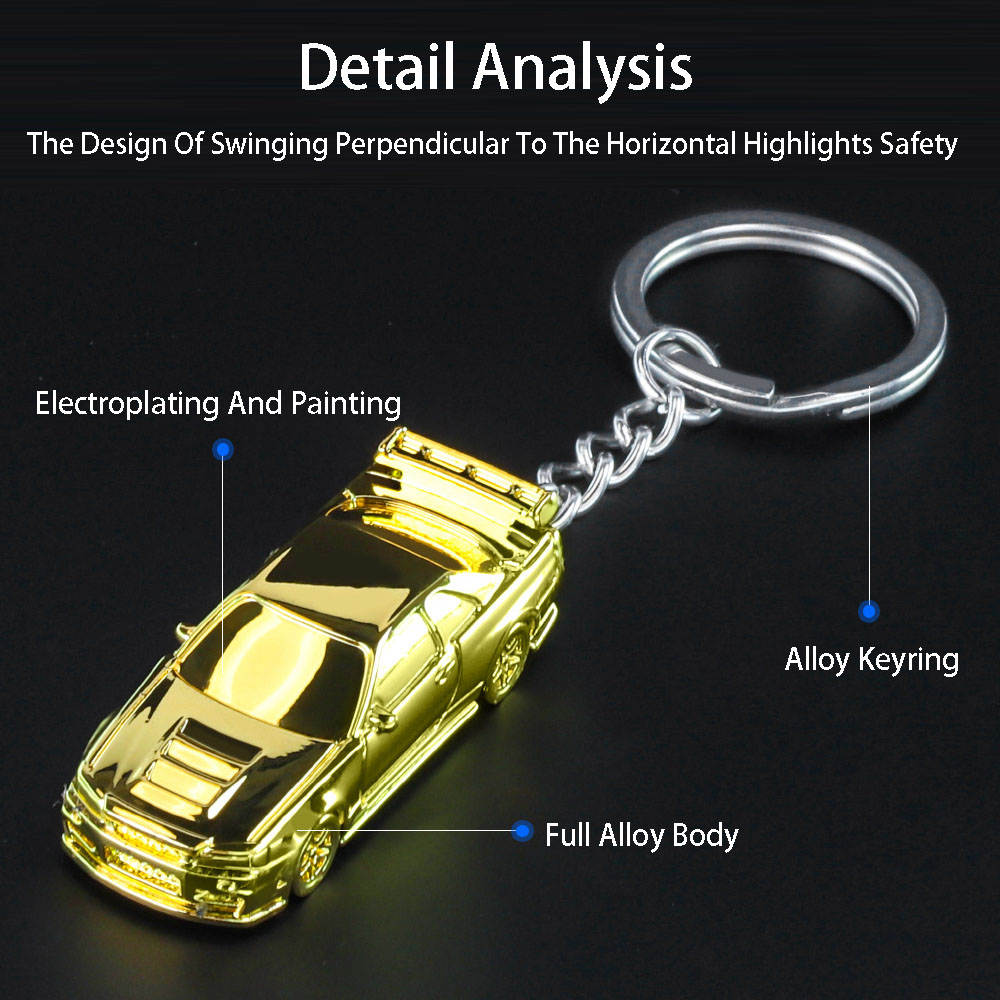 Detail Analysis
The Design Of Swinging Perpendicular To The Horizontal Highlights Safety
Electroplating And Painting
Alloy Keyring
Full Alloy Body